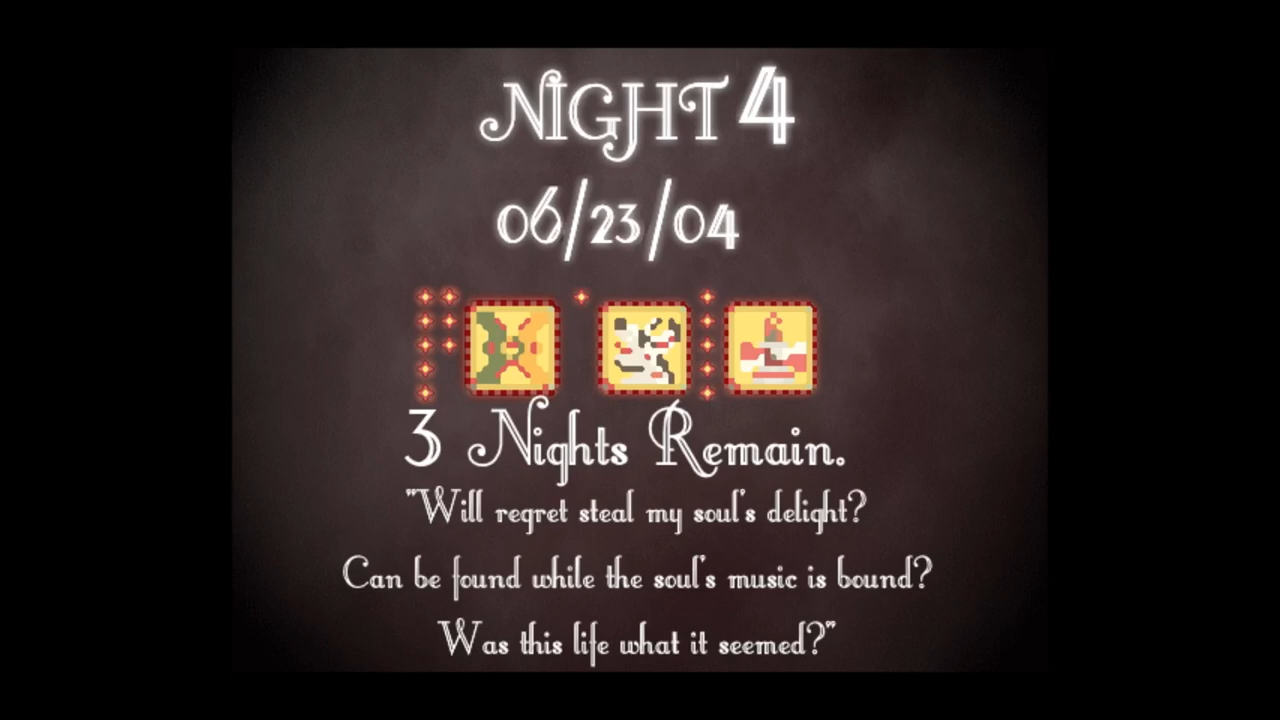 NIGHT 4
06/23/04
3 Nights Remain.
"Will regret steal my soul's delight?
Can be found while the soul's music is bound?
Was this life what it seemed?"